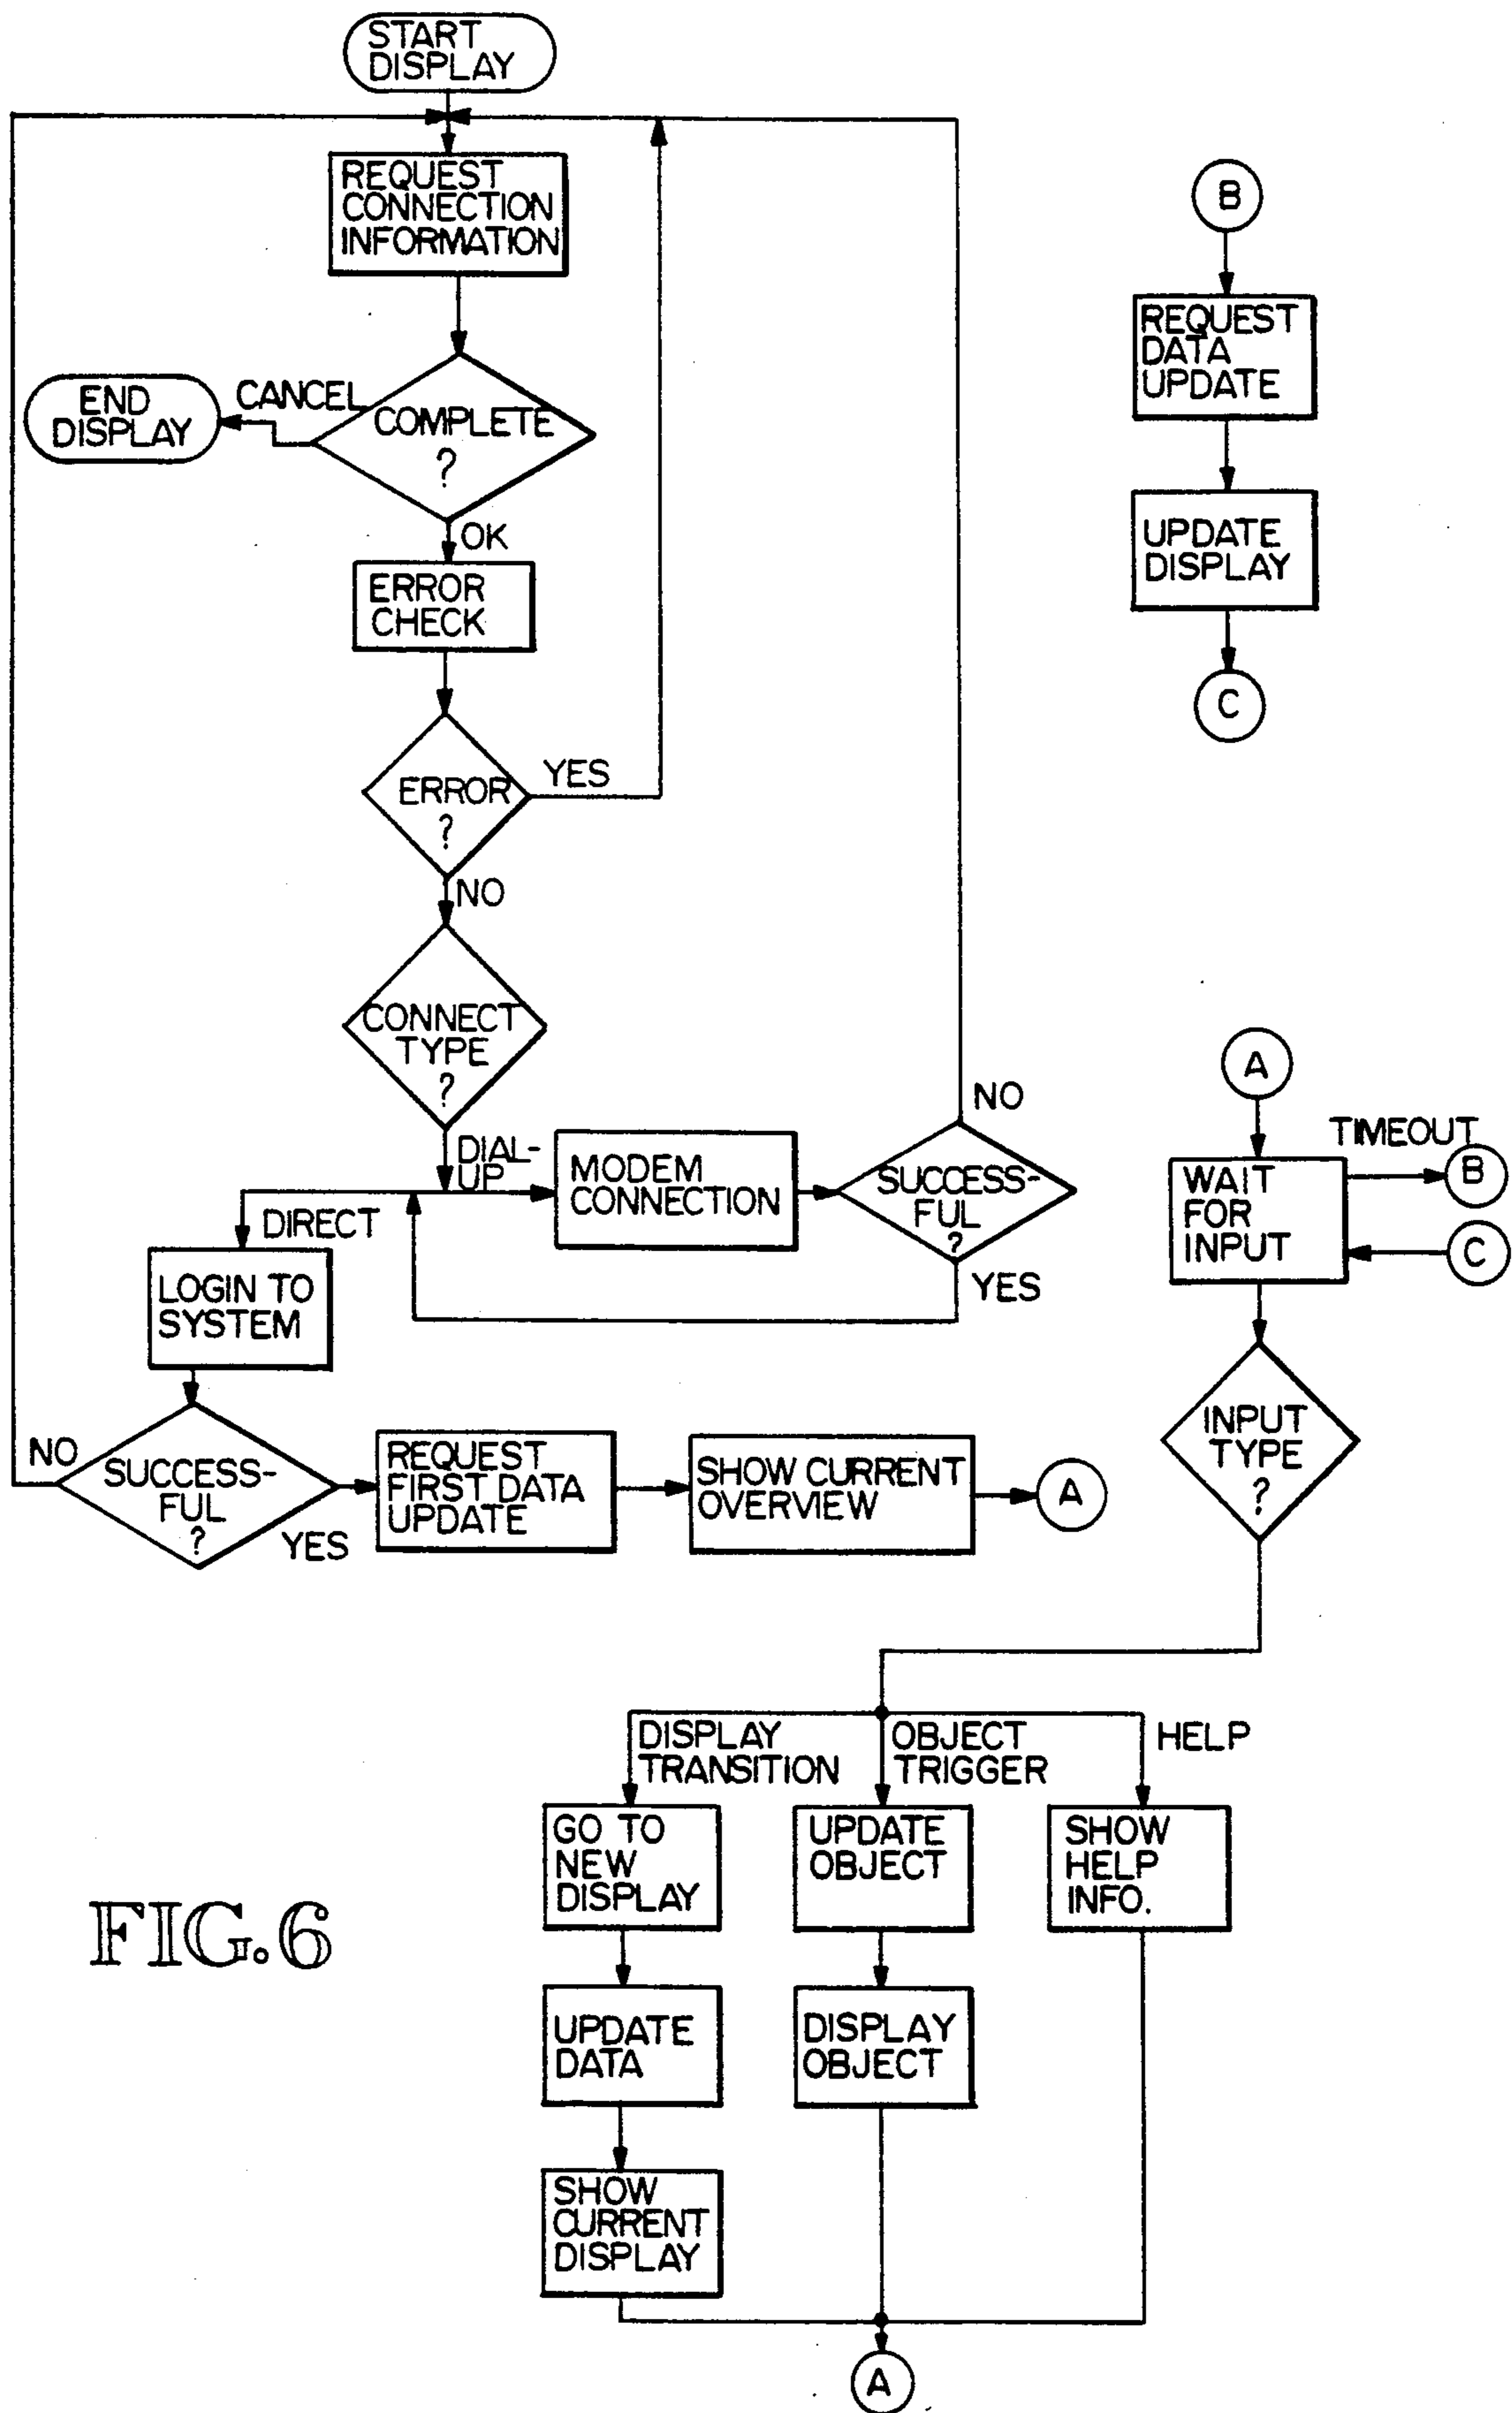 START
DISPLAY
REQUEST
CONNECTION
INFORMATION
COMPLETE
?
CANCEL
END
DISPLAY
OK
ERROR
CHECK
ERROR
?
YES
NO
CONNECT
TYPE
?
DIAL-
UP
MODEM
CONNECTION
SUCCESS-
FUL
?
NO
YES
DIRECT
LOGIN TO
SYSTEM
SUCCESS-
FUL
?
NO
YES
REQUEST
FIRST DATA
UPDATE
SHOW CURRENT
OVERVIEW
A
B
REQUEST
DATA
UPDATE
UPDATE
DISPLAY
C
A
WAIT
FOR
INPUT
TIMEOUT
B
C
INPUT
TYPE
?
DISPLAY
TRANSITION
OBJECT
TRIGGER
HELP
GO TO
NEW
DISPLAY
UPDATE
DATA
SHOW
CURRENT
DISPLAY
UPDATE
OBJECT
DISPLAY
OBJECT
SHOW
HELP
INFO.
A
FIG. 6